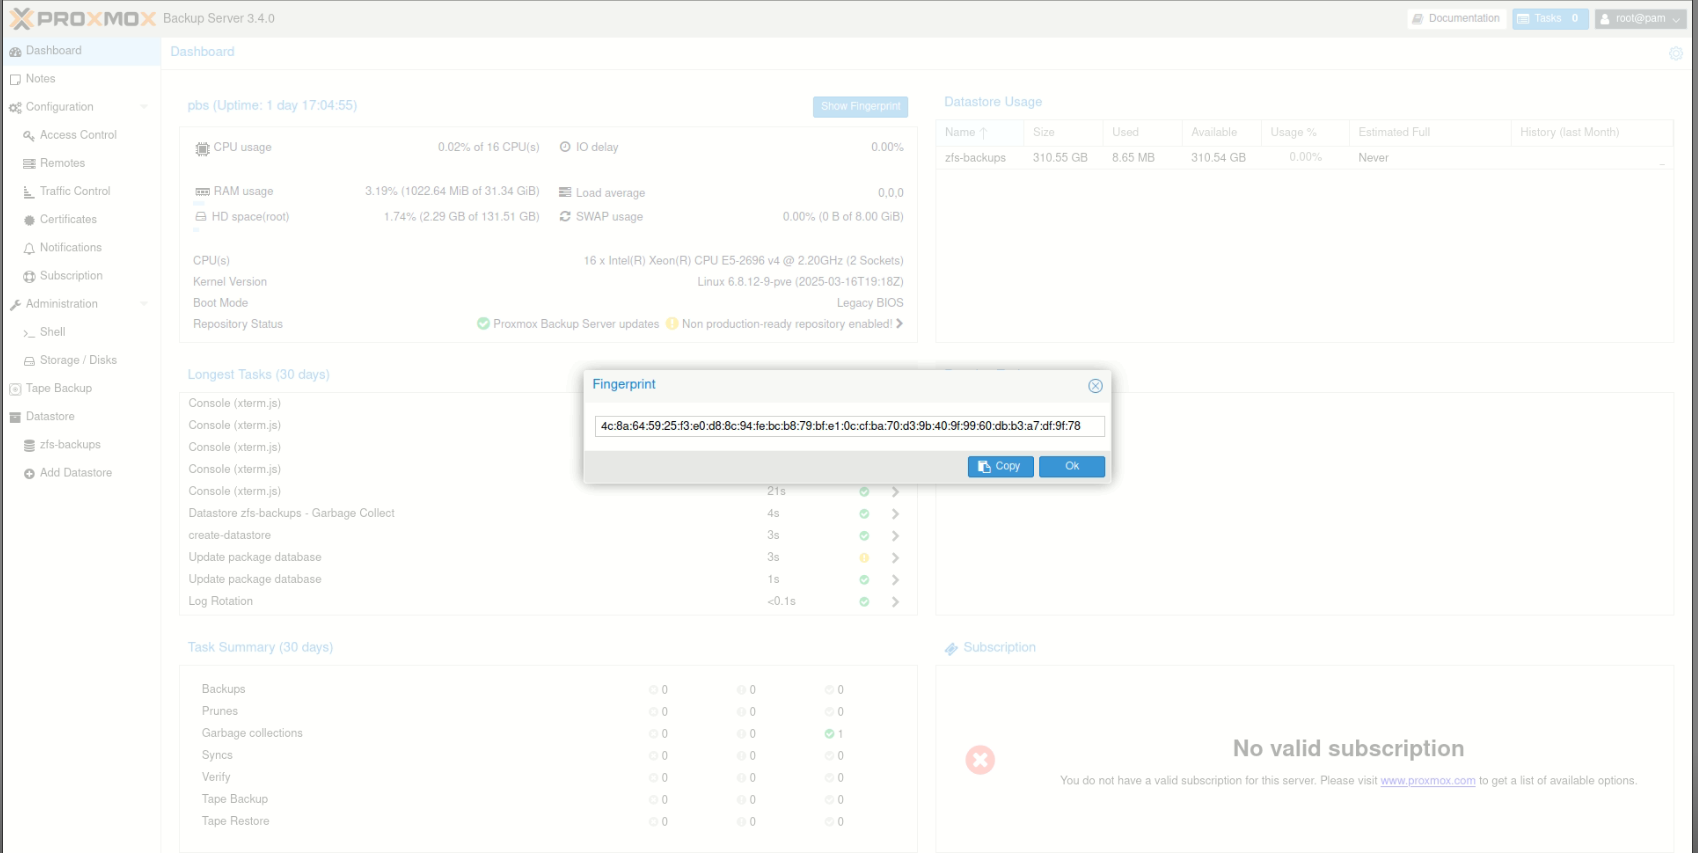 PROXMOX Backup Server 3.4.0
Documentation
Tasks 0
root@pam
Dashboard
Notes
Configuration
Access Control
Remotes
Traffic Control
Certificates
Notifications
Subscription
Administration
Shell
Storage / Disks
Tape Backup
Datastore
zfs-backups
Add Datastore
Dashboard
pbs (Uptime: 1 day 17:04:55)
Show Fingerprint
CPU usage 0.02% of 16 CPU(s)
IO delay 0.00%
RAM usage 3.19% (1022.64 MiB of 31.34 GiB)
Load average 0,0,0
HD space(root) 1.74% (2.29 GB of 131.51 GB)
SWAP usage 0.00% (0 B of 8.00 GiB)
CPU(s) 16 x Intel(R) Xeon(R) CPU E5-2696 v4 @ 2.20GHz (2 Sockets)
Kernel Version Linux 6.8.12-9-pve (2025-03-16T19:18Z)
Boot Mode Legacy BIOS
Repository Status Proxmox Backup Server updates Non production-ready repository enabled!
Datastore Usage
Name Size Used Available Usage % Estimated Full History (last Month)
zfs-backups 310.55 GB 8.65 MB 310.54 GB 0.00% Never
Longest Tasks (30 days)
Console (xterm.js)
Console (xterm.js)
Console (xterm.js)
Console (xterm.js)
Console (xterm.js) 21s
Datastore zfs-backups - Garbage Collect 4s
create-datastore 3s
Update package database 3s
Update package database 1s
Log Rotation <0.1s
Fingerprint
4c:8a:64:59:25:f3:e0:d8:8c:94:fe:bc:b8:79:bf:e1:0c:cf:ba:70:d3:9b:40:9f:99:60:db:b3:a7:df:9f:78
Copy
Ok
Task Summary (30 days)
Backups 0 0 0
Prunes 0 0 0
Garbage collections 0 0 1
Syncs 0 0 0
Verify 0 0 0
Tape Backup 0 0 0
Tape Restore 0 0 0
Subscription
No valid subscription
You do not have a valid subscription for this server. Please visit www.proxmox.com to get a list of available options.